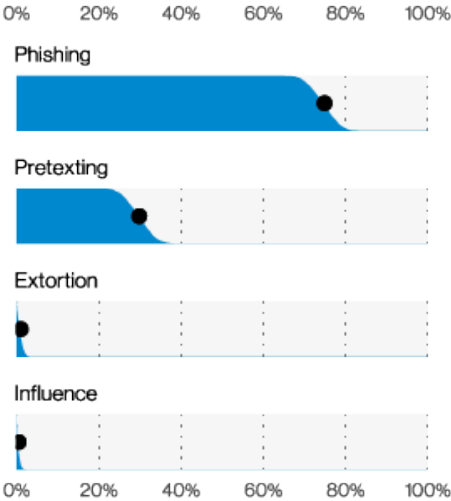 0% 20% 40% 60% 80% 100%
Phishing
Pretexting
Extortion
Influence
0% 20% 40% 60% 80% 100%